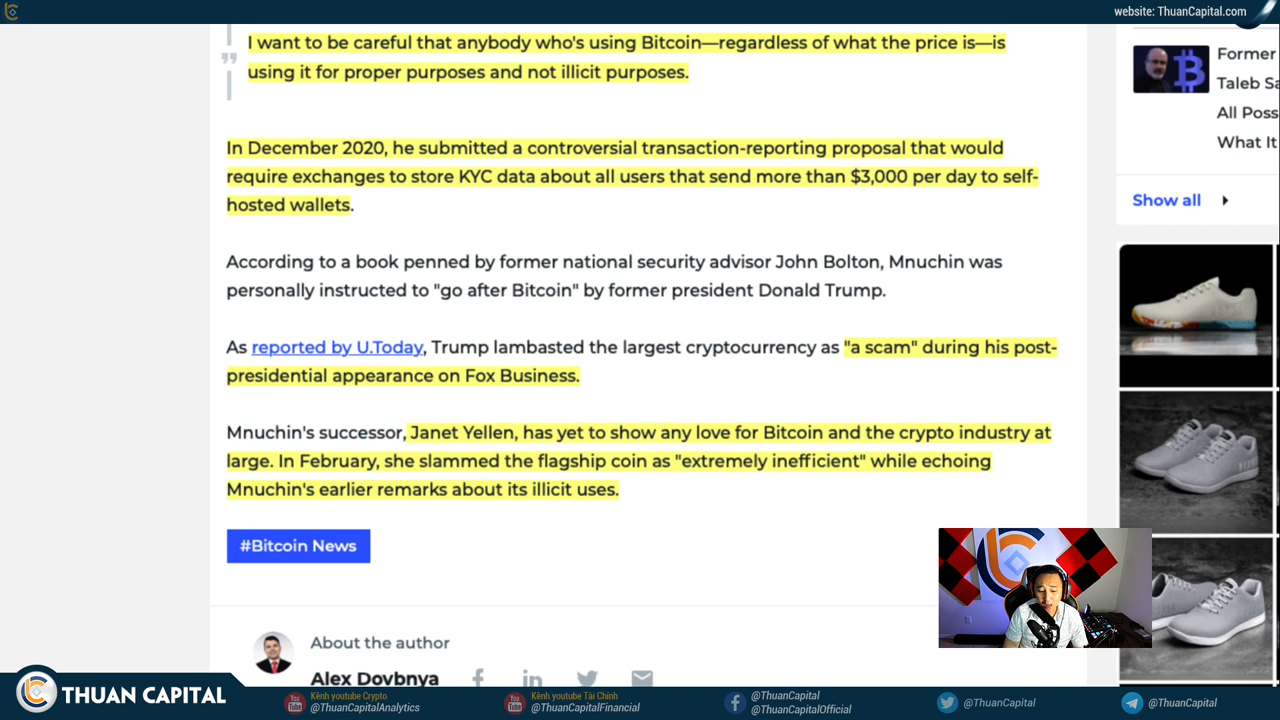 website: ThuanCapital.com
I want to be careful that anybody who's using Bitcoin—regardless of what the price is—is
using it for proper purposes and not illicit purposes.
In December 2020, he submitted a controversial transaction-reporting proposal that would
require exchanges to store KYC data about all users that send more than $3,000 per day to self-
hosted wallets.
According to a book penned by former national security advisor John Bolton, Mnuchin was
personally instructed to "go after Bitcoin" by former president Donald Trump.
As reported by U.Today, Trump lambasted the largest cryptocurrency as "a scam" during his post-
presidential appearance on Fox Business.
Mnuchin's successor, Janet Yellen, has yet to show any love for Bitcoin and the crypto industry at
large. In February, she slammed the flagship coin as "extremely inefficient" while echoing
Mnuchin's earlier remarks about its illicit uses.
#Bitcoin News
About the author
Alex Dovbnya
Former
Taleb Sa
All Poss
What It
Show all
THUAN CAPITAL
You Tube
Kênh youtube Crypto
@ThuanCapitalAnalytics
You Tube
Kênh youtube Tài Chính
@ThuanCapitalFinancial
@ThuanCapital
@ThuanCapitalOfficial
@ThuanCapital
@ThuanCapital